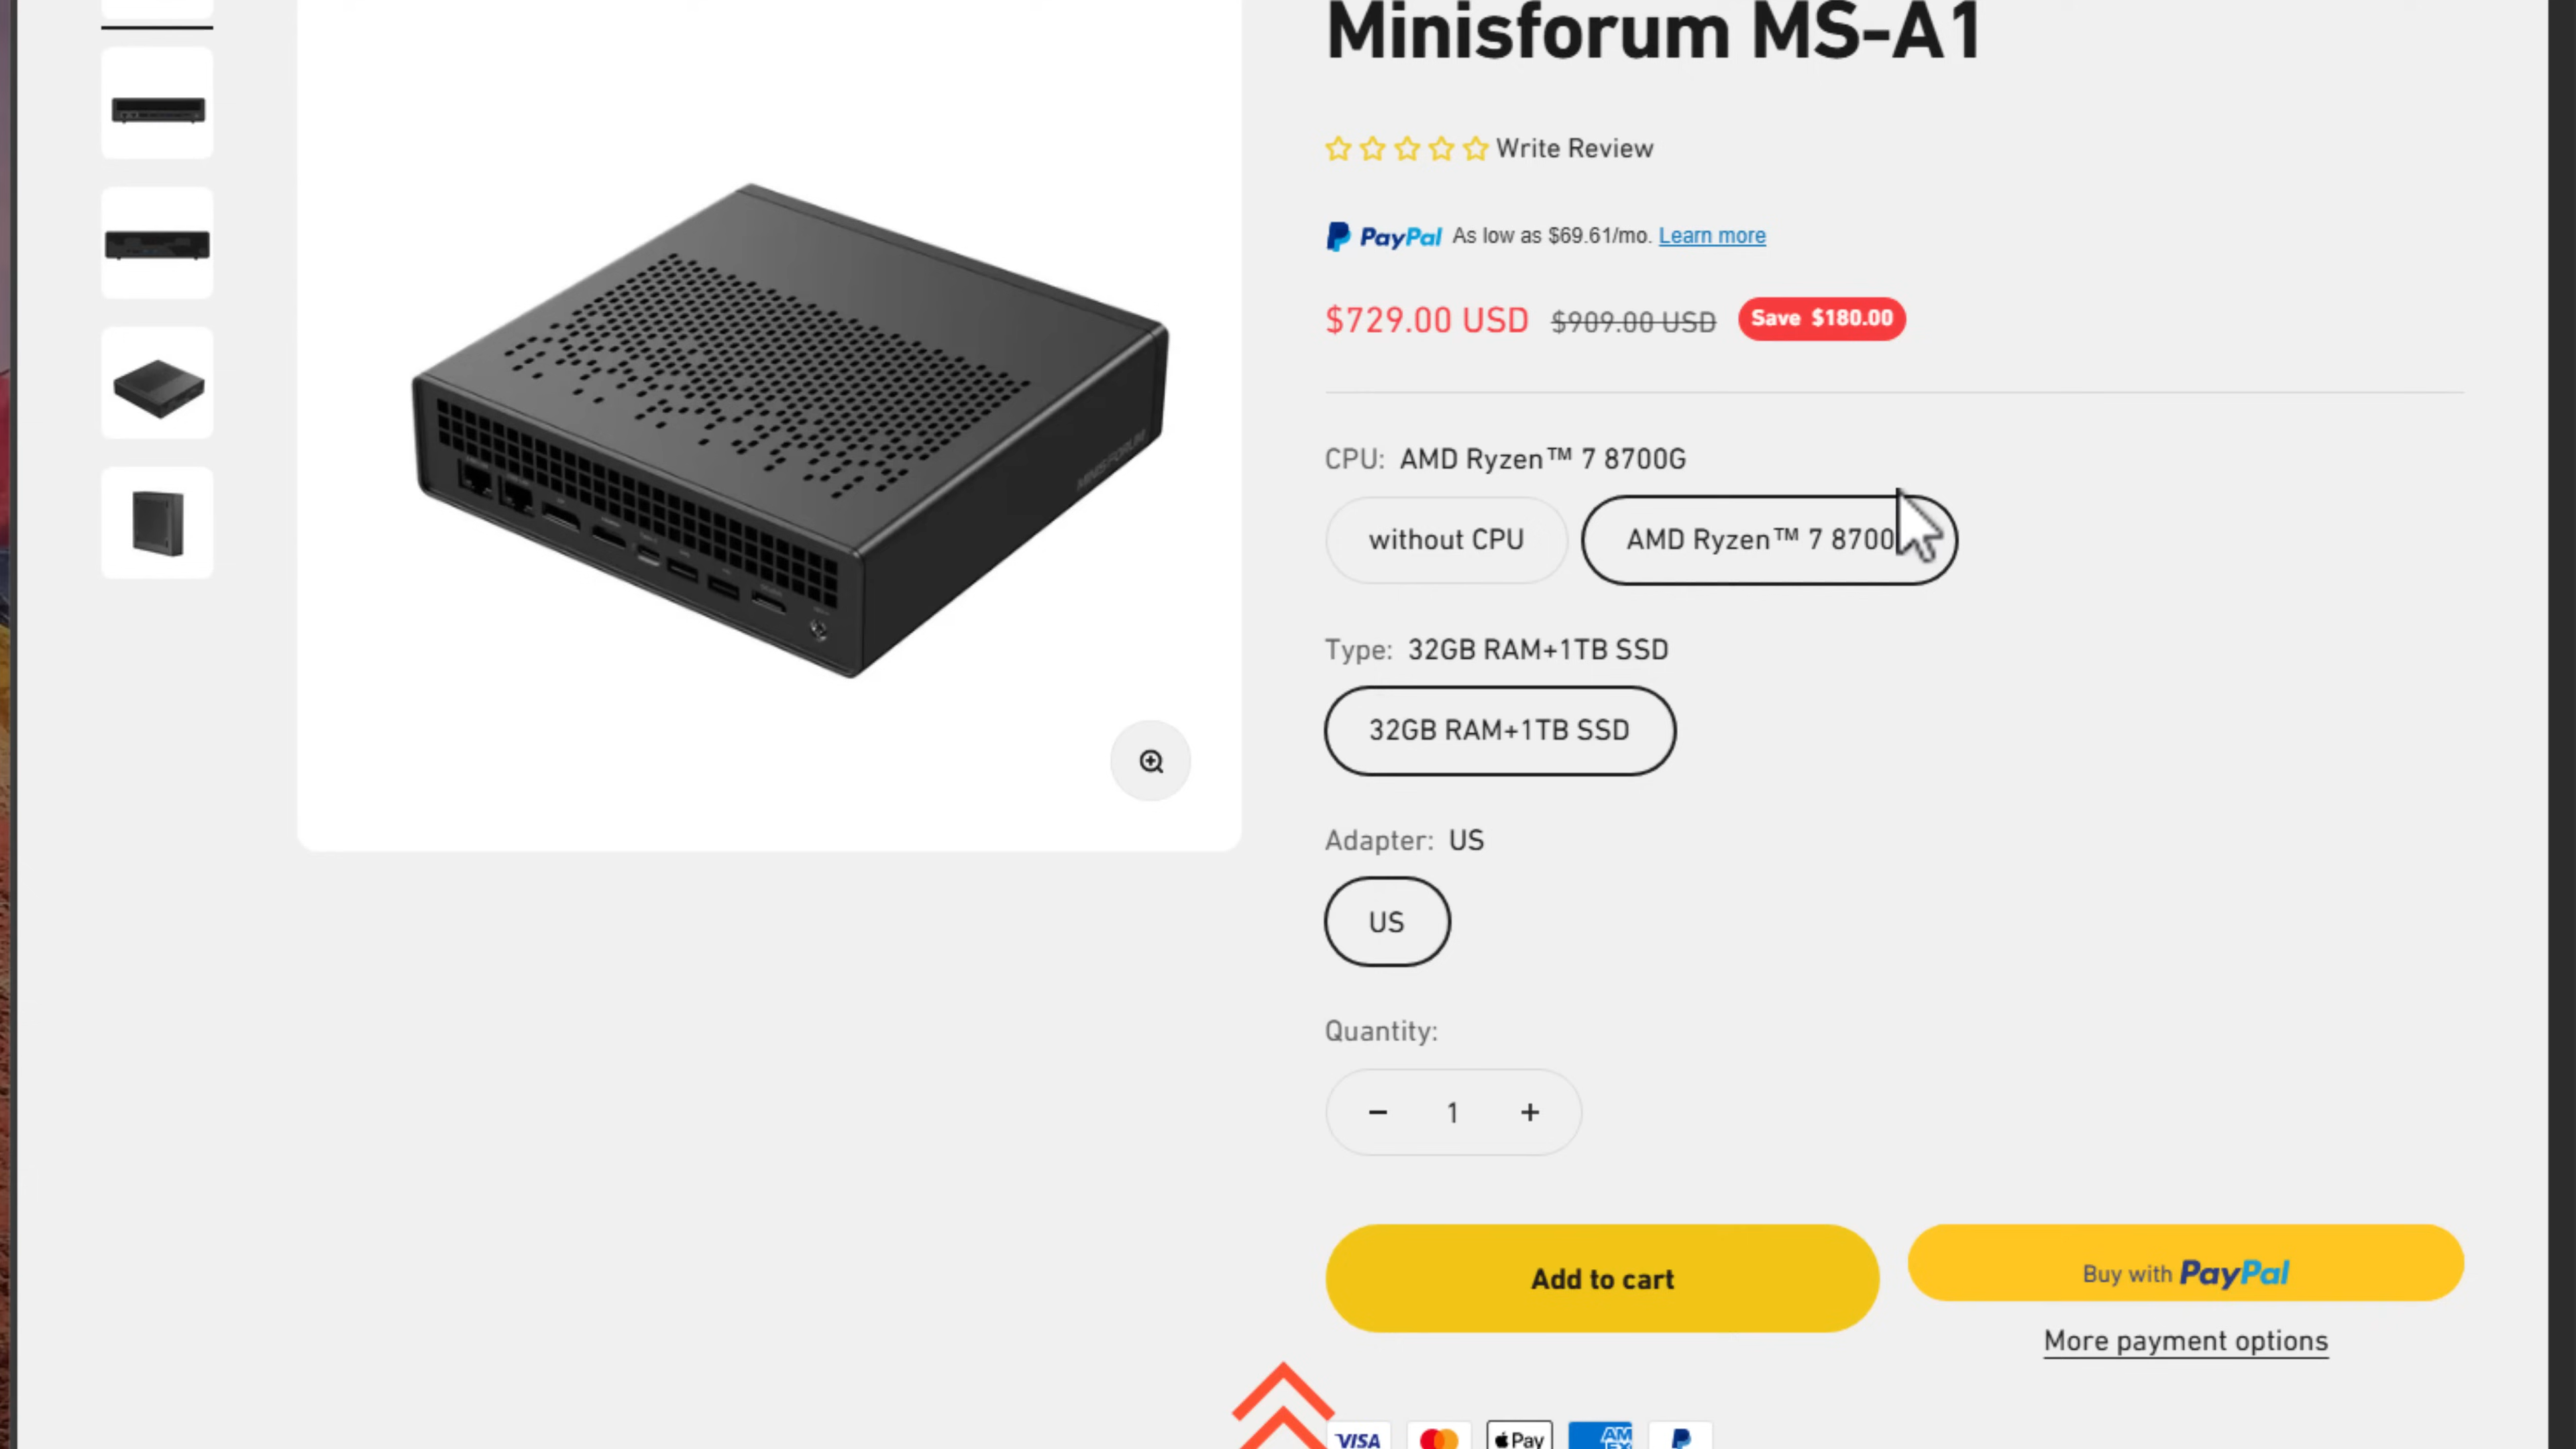 Minisforum MS-A1
Write Review
PayPal As low as $69.61/mo. Learn more
$729.00 USD $909.00 USD Save $180.00
CPU: AMD Ryzen™ 7 8700G
without CPU
AMD Ryzen™ 7 8700
Type: 32GB RAM+1TB SSD
32GB RAM+1TB SSD
Adapter: US
US
Quantity:
− 1 +
Add to cart
Buy with PayPal
More payment options
VISA
Pay
AM
MINISFORUM